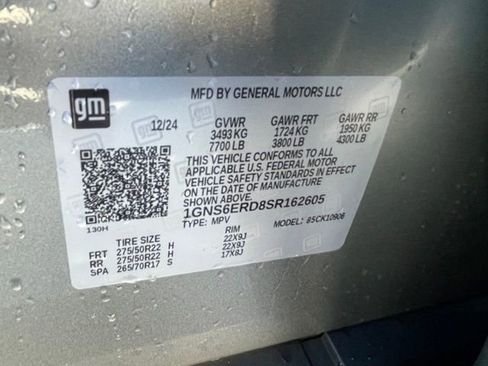 MFD BY GENERAL MOTORS LLC
gm
12/24 GVWR GAWR FRT GAWR RR
3493 KG 1724 KG 1950 KG
7700 LB 3800 LB 4300 LB
THIS VEHICLE CONFORMS TO ALL
APPLICABLE U.S. FEDERAL MOTOR
VEHICLE SAFETY STANDARDS IN EFFECT
ON THE DATE OF MANUFACTURE
SHOWN ABOVE.
1GNS6ERD8SR162605
TYPE: MPV MODEL:
130H
TIRE SIZE RIM
FRT 275/50R22 H 22X9J
RR 275/50R22 H 22X9J
SPA 265/70R17 S 17X8J